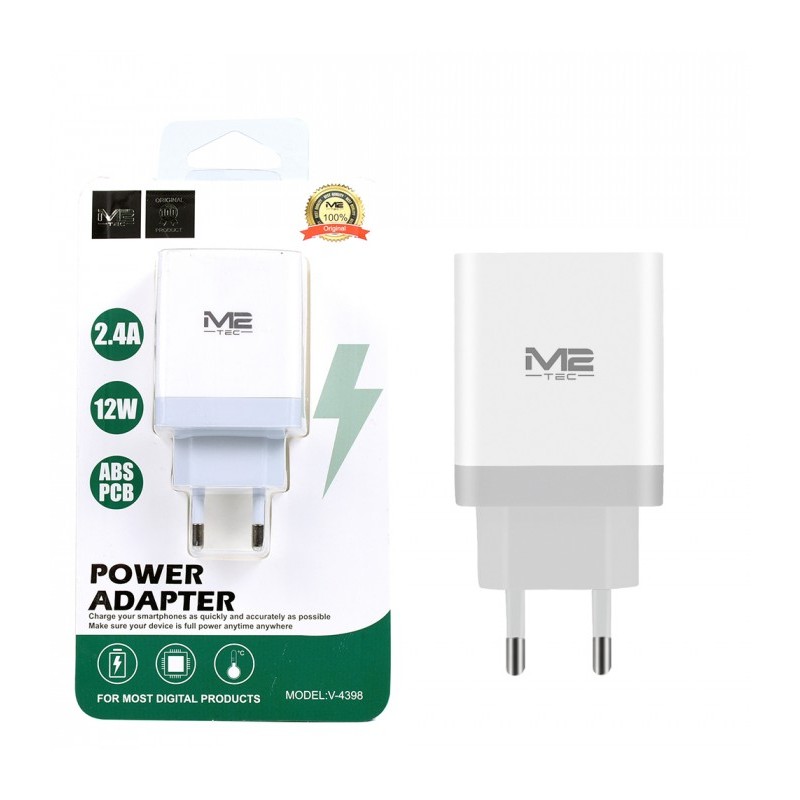 M2
TEC
ORIGINAL
PRODUCT
M2
100%
Original
M2
TEC
2.4A
12W
ABS
PCB
POWER
ADAPTER
Charge your smartphones as quickly and accurately as possible
Make sure your device is full power anytime anywhere
°C
FOR MOST DIGITAL PRODUCTS
MODEL:V-4398
M2
TEC